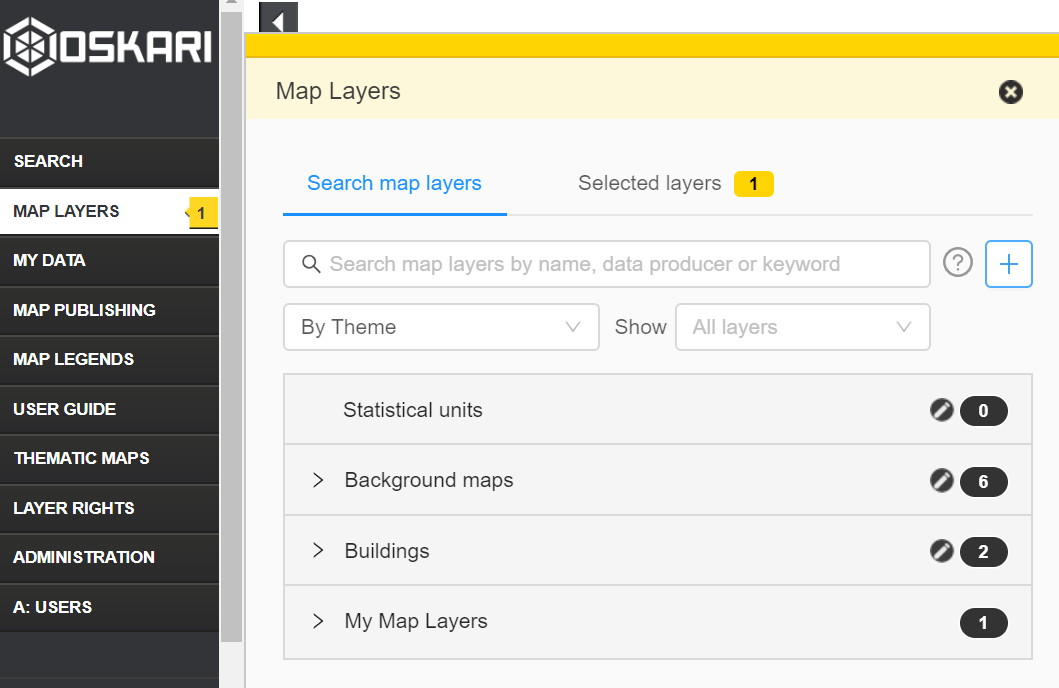 OSKARI
SEARCH
MAP LAYERS 1
MY DATA
MAP PUBLISHING
MAP LEGENDS
USER GUIDE
THEMATIC MAPS
LAYER RIGHTS
ADMINISTRATION
A: USERS
Map Layers
Search map layers Selected layers 1
Search map layers by name, data producer or keyword ? +
By Theme Show All layers
Statistical units 0
Background maps 6
Buildings 2
My Map Layers 1